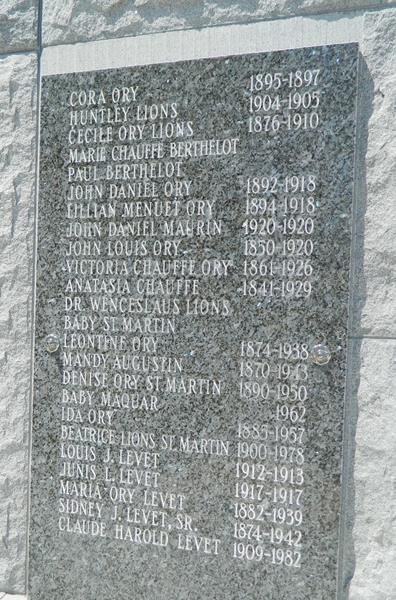 CORA ORY 1895-1897
HUNTLEY LIONS 1904-1905
CECILE ORY LIONS 1876-1910
MARIE CHAUFFE BERTHELOT
PAUL BERTHELOT
JOHN DANIEL ORY 1892-1918
LILLIAN MENUET ORY 1894-1918
JOHN DANIEL MAURIN 1920-1920
JOHN LOUIS ORY 1850-1920
VICTORIA CHAUFFE ORY 1861-1926
ANATASIA CHAUFFE 1841-1929
DR. WENCESLAUS LIONS
BABY ST. MARTIN
LEONTINE ORY 1874-1938
MANDY AUGUSTIN 1870-1943
DENISE ORY ST. MARTIN 1890-1950
BABY MAQUAR 1962
IDA ORY 1885-1957
BEATRICE LIONS ST. MARTIN 1900-1978
LOUIS J. LEVET 1912-1913
JUNIS L. LEVET 1917-1917
MARIA ORY LEVET 1882-1939
SIDNEY J. LEVET, SR. 1874-1942
CLAUDE HAROLD LEVET 1909-1982